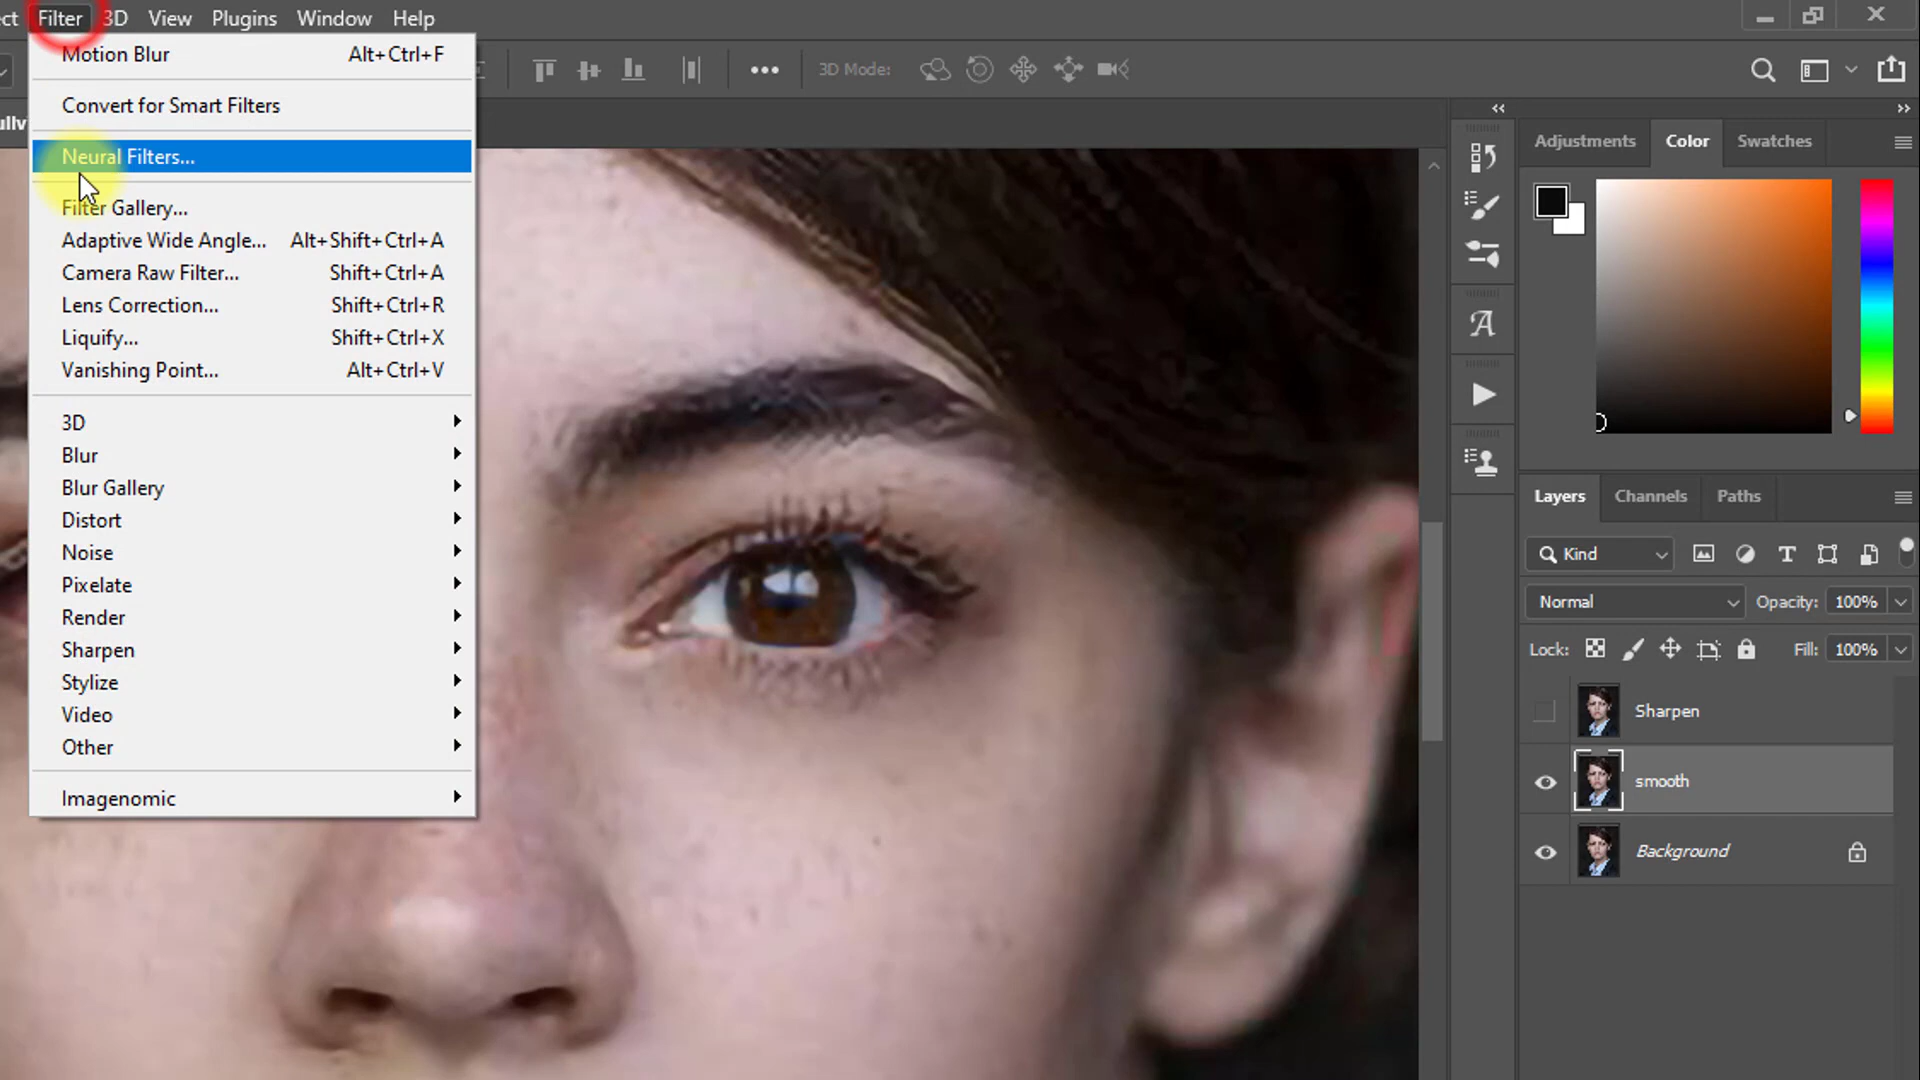 ct Filter 3D View Plugins Window Help
Motion Blur Alt+Ctrl+F
3D Mode:
Convert for Smart Filters
ullv
Neural Filters...
Adjustments Color Swatches
Filter Gallery...
Adaptive Wide Angle... Alt+Shift+Ctrl+A
Camera Raw Filter... Shift+Ctrl+A
Lens Correction... Shift+Ctrl+R
Liquify... Shift+Ctrl+X
Vanishing Point... Alt+Ctrl+V
3D
Blur
Blur Gallery
Distort
Noise
Pixelate
Render
Sharpen
Stylize
Video
Other
Imagenomic
Layers Channels Paths
Kind
Normal Opacity: 100%
Lock: Fill: 100%
Sharpen
smooth
Background